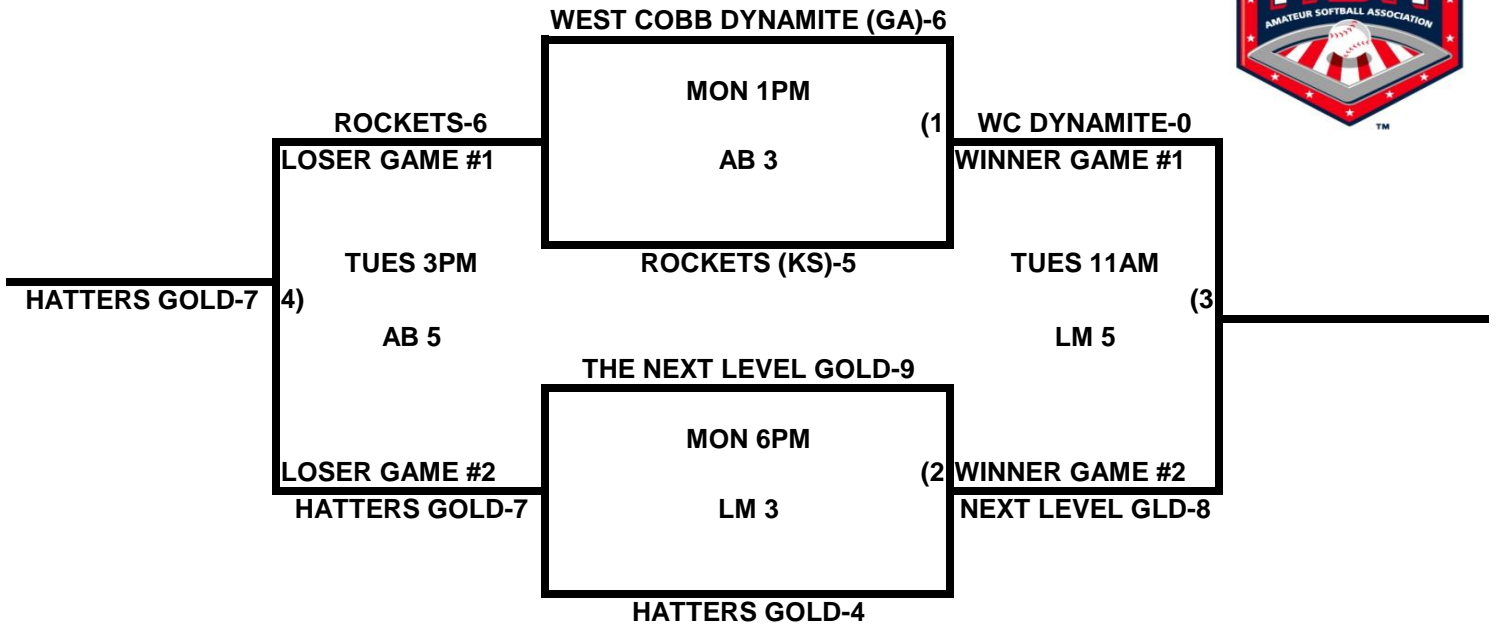 WEST COBB DYNAMITE (GA)-6
AMATEUR SOFTBALL ASSOCIATION
TM
MON 1PM
ROCKETS-6
(1
WC DYNAMITE-0
LOSER GAME #1
AB 3
WINNER GAME #1
TUES 3PM
ROCKETS (KS)-5
TUES 11AM
HATTERS GOLD-7
4)
(3
AB 5
LM 5
THE NEXT LEVEL GOLD-9
MON 6PM
LOSER GAME #2
(2
WINNER GAME #2
HATTERS GOLD-7
LM 3
NEXT LEVEL GLD-8
HATTERS GOLD-4